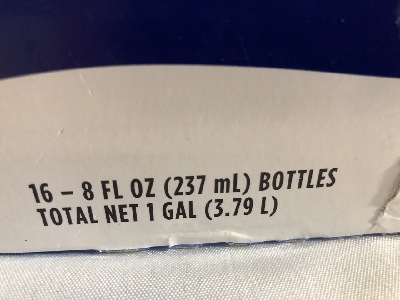 16 – 8 FL OZ (237 mL) BOTTLES
TOTAL NET 1 GAL (3.79 L)